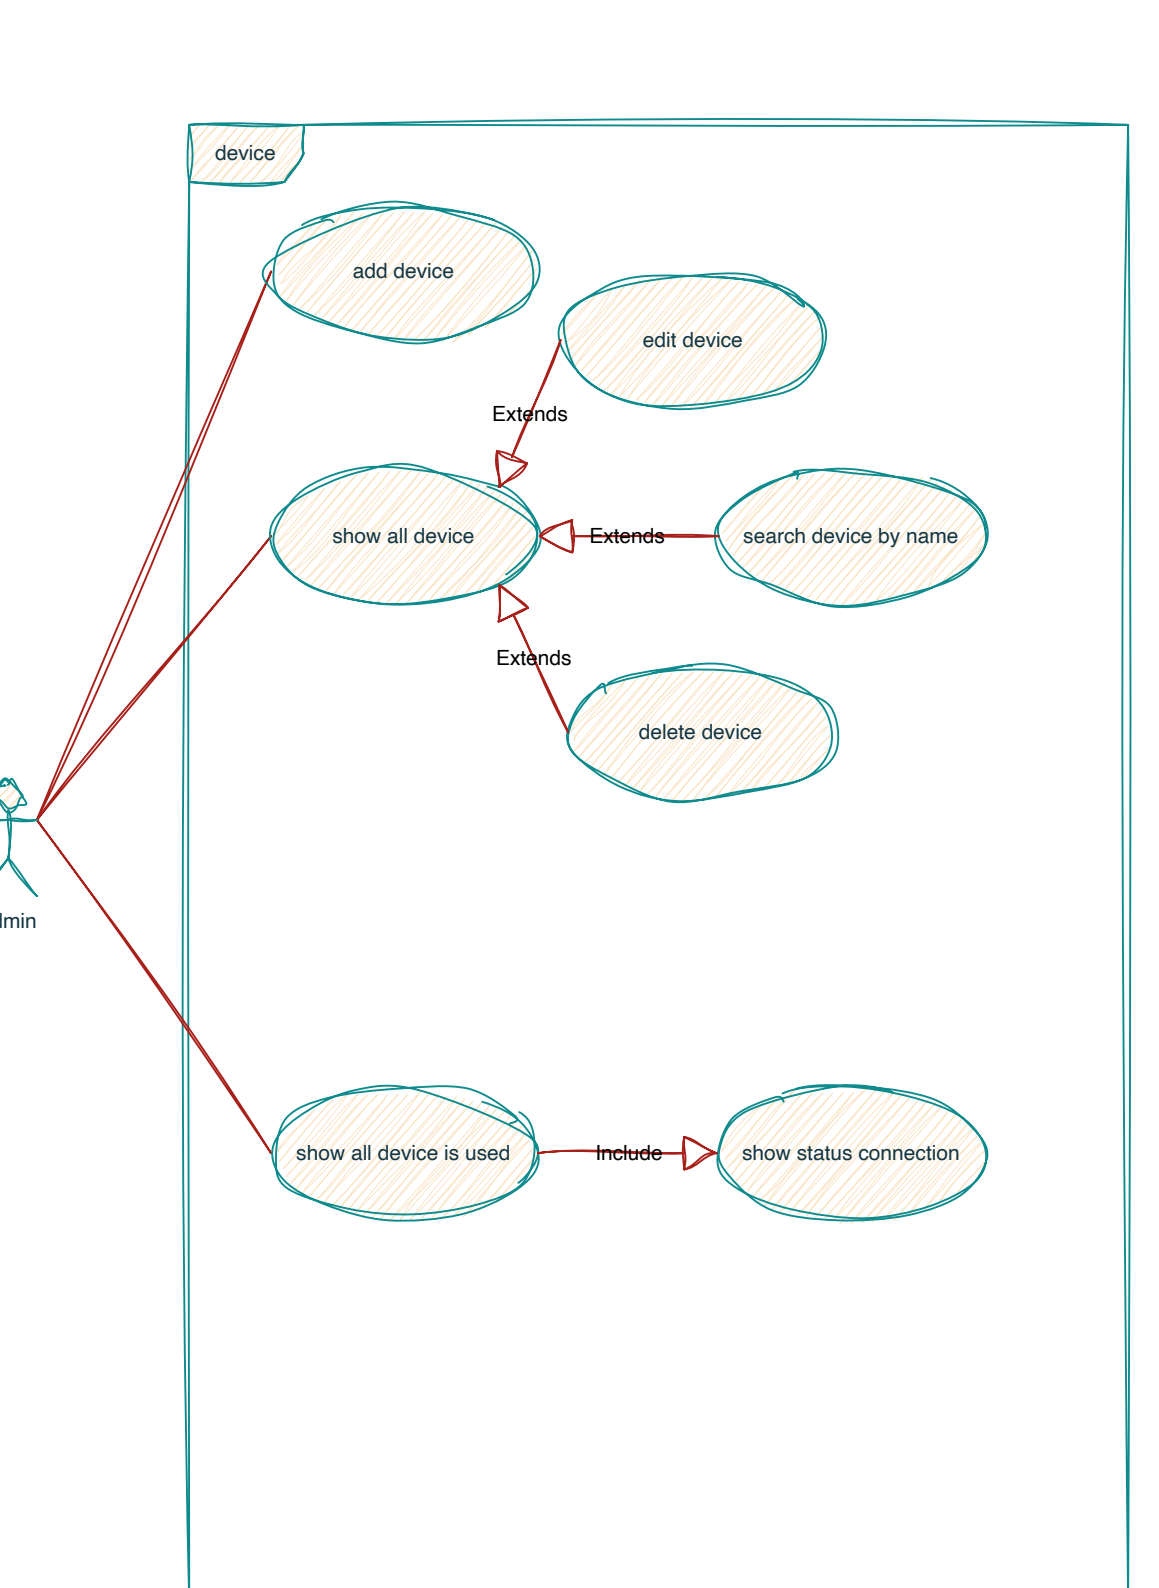 device
add device
edit device
Extends
show all device
Extends
search device by name
Extends
delete device
lmin
show all device is used
Include
show status connection